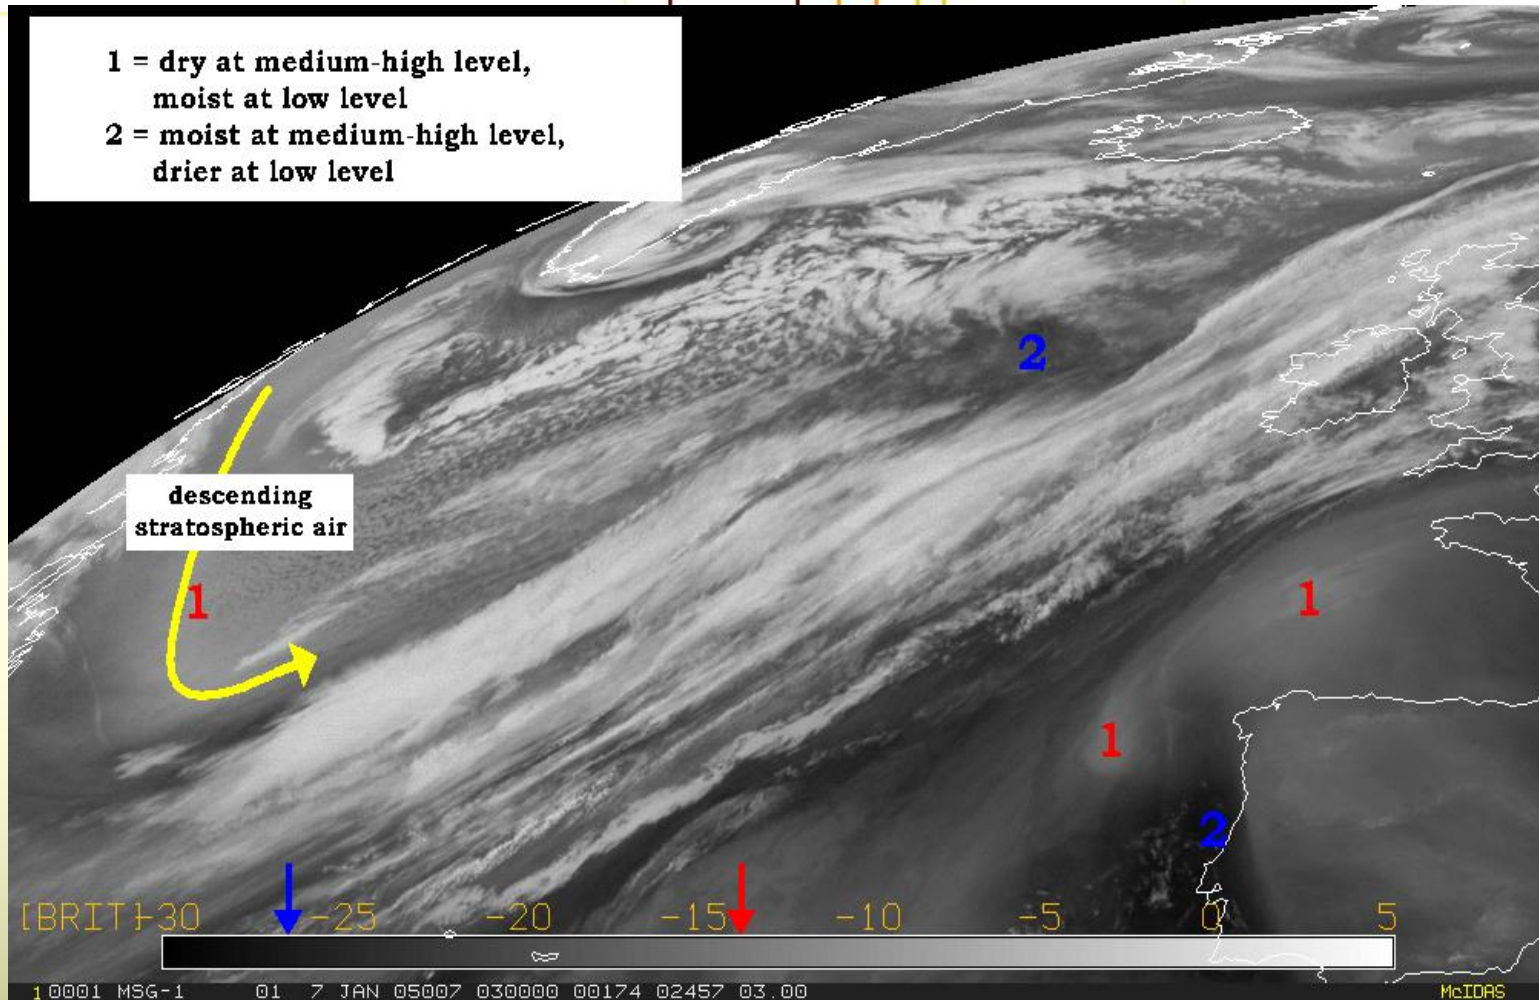 1 = dry at medium-high level,
moist at low level
2 = moist at medium-high level,
drier at low level
2
descending
stratospheric air
1
1
1
2
[BRIT]-30 -25 -20 -15 -10 -5 0 5
1 0001 MSG-1 01 7 JAN 05007 030000 00174 02457 03.00 McIDAS